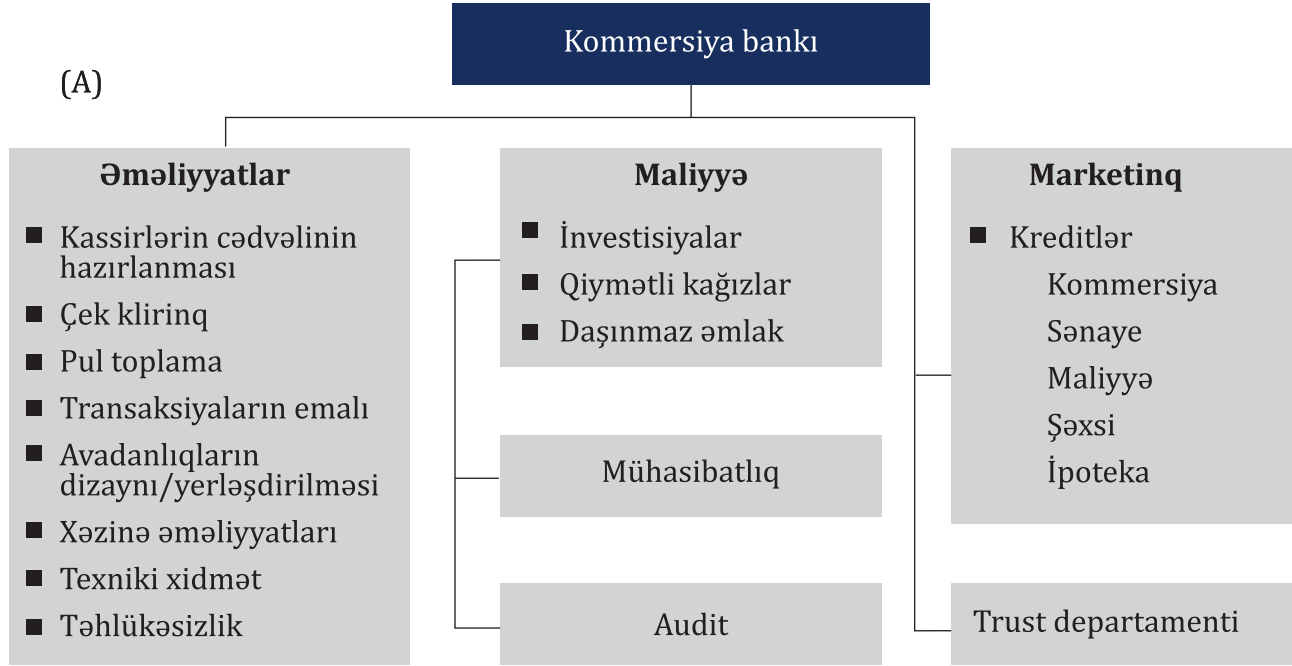 Kommersiya bankı
(A)
Əməliyyatlar
■ Kassirlərin cədvəlinin
hazırlanması
■ Çek klirinq
■ Pul toplama
■ Transaksiyaların emalı
■ Avadanlıqların
dizaynı/yerləşdirilməsi
■ Xəzinə əməliyyatları
■ Texniki xidmət
■ Təhlükəsizlik
Maliyyə
■ İnvestisiyalar
■ Qiymətli kağızlar
■ Daşınmaz əmlak
Mühasibatlıq
Audit
Marketinq
■ Kreditlər
Kommersiya
Sənaye
Maliyyə
Şəxsi
İpoteka
Trust departamenti